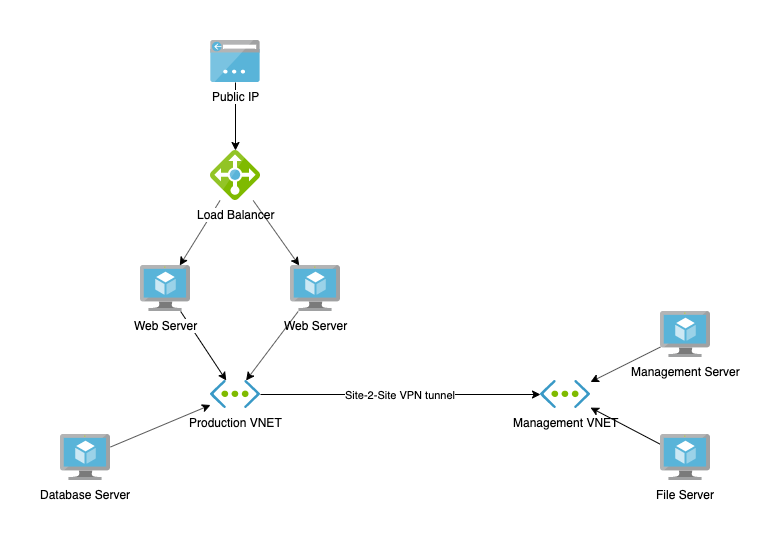 Public IP
Load Balancer
Web Server
Web Server
Management Server
Production VNET
Site-2-Site VPN tunnel
Management VNET
Database Server
File Server